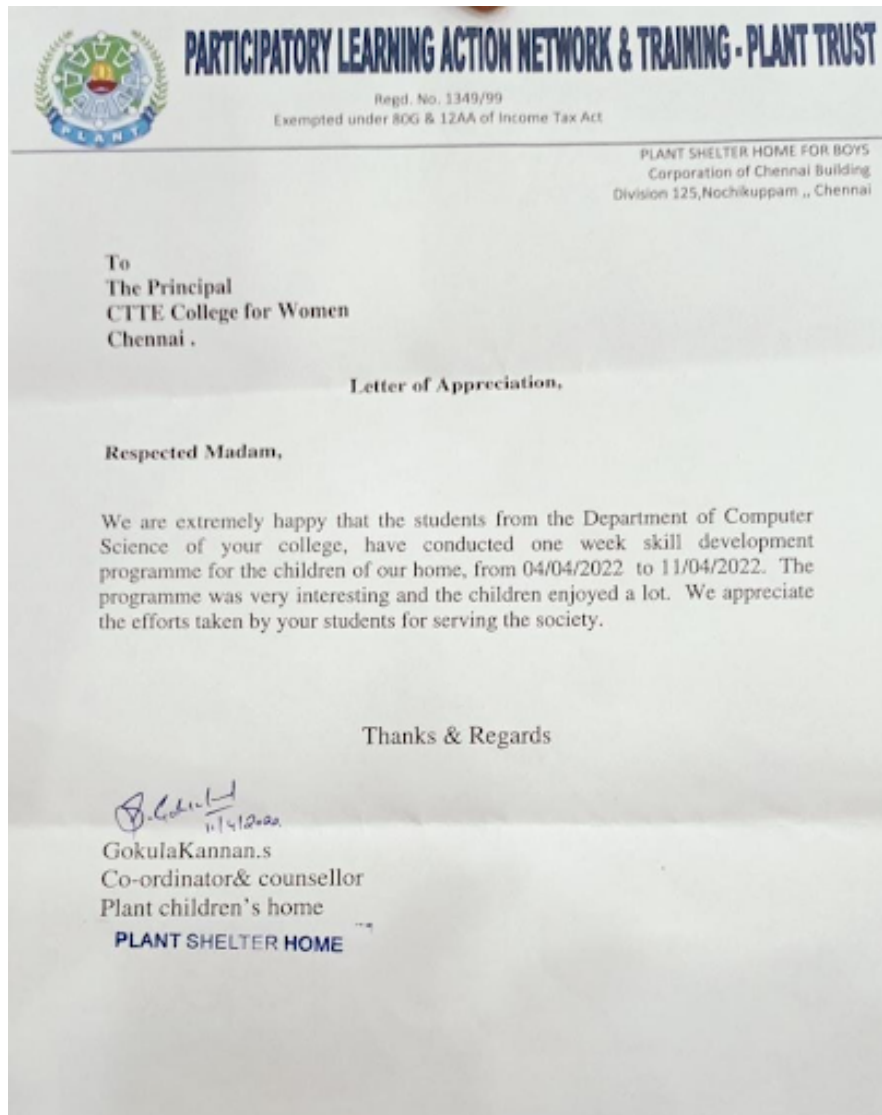 PARTICIPATORY LEARNING ACTION NETWORK & TRAINING - PLANT TRUST
PLANT
Regd. No. 1349/99
Exempted under 80G & 12AA of Income Tax Act
PLANT SHELTER HOME FOR BOYS
Corporation of Chennai Building
Division 125,Nochikuppam ,, Chennai
To
The Principal
CTTE College for Women
Chennai .
Letter of Appreciation,
Respected Madam,
We are extremely happy that the students from the Department of Computer
Science of your college, have conducted one week skill development
programme for the children of our home, from 04/04/2022 to 11/04/2022. The
programme was very interesting and the children enjoyed a lot. We appreciate
the efforts taken by your students for serving the society.
Thanks & Regards
GokulaKannan.s
Co-ordinator& counsellor
Plant children's home
PLANT SHELTER HOME